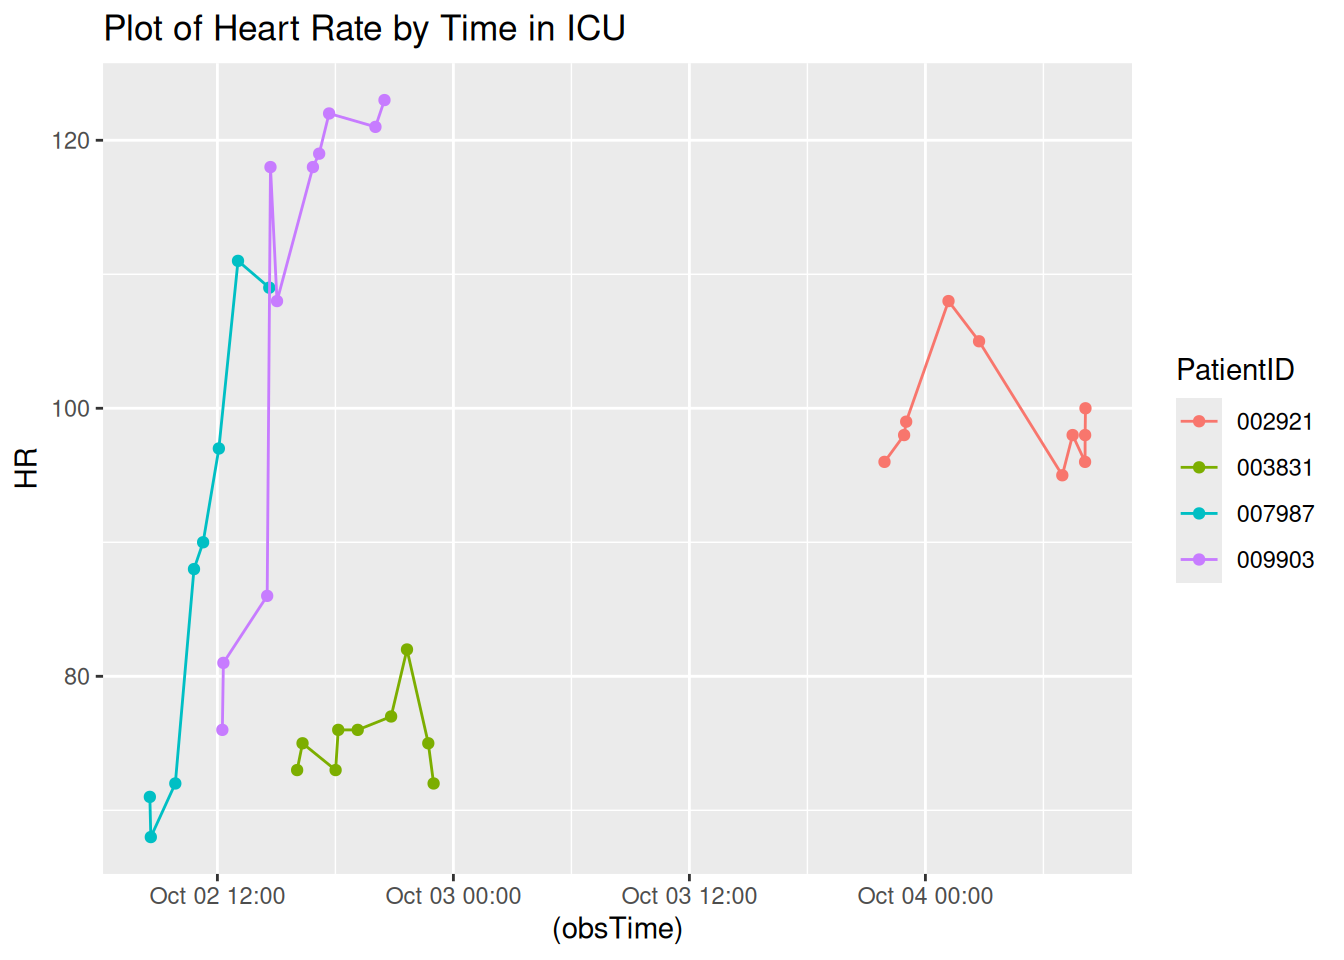 Plot of Heart Rate by Time in ICU
120
100
80
HR
Oct 02 12:00
Oct 03 00:00
Oct 03 12:00
Oct 04 00:00
(obsTime)
PatientID
002921
003831
007987
009903